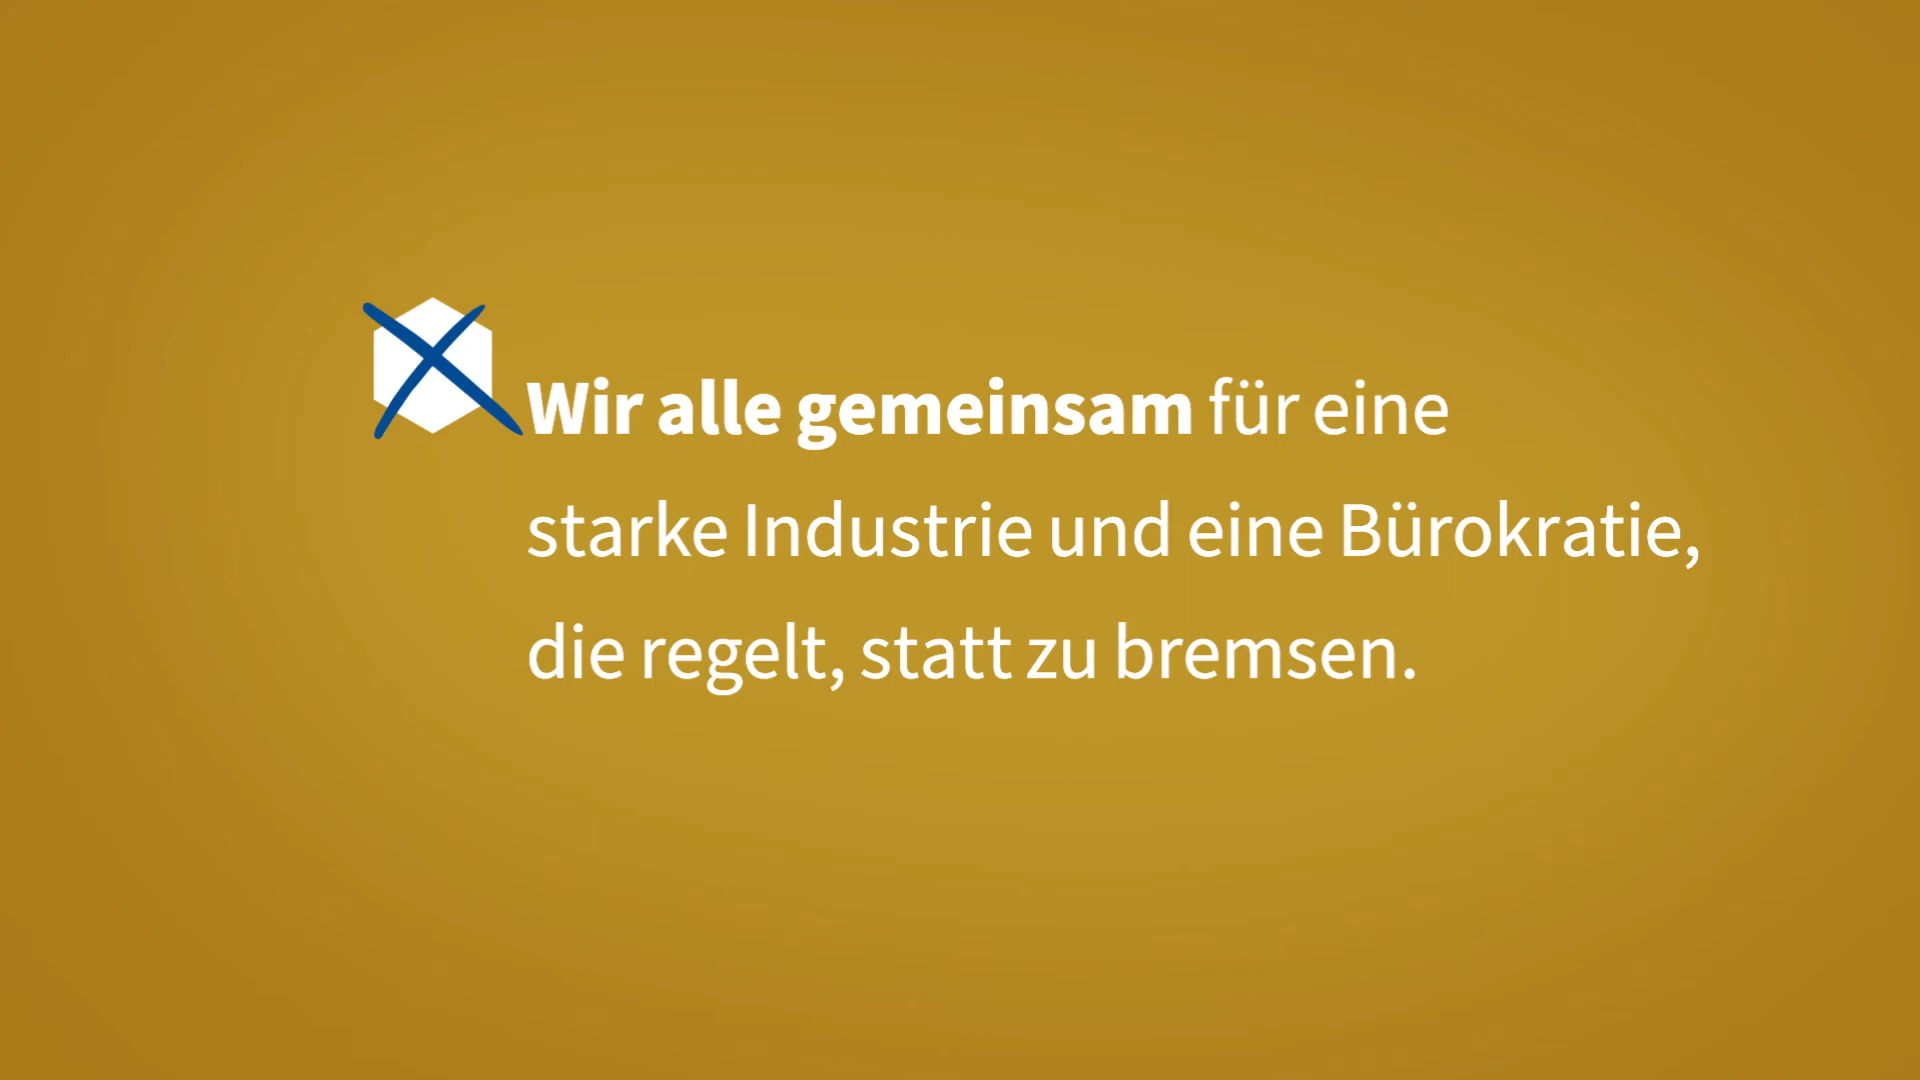 Wir alle gemeinsam für eine
starke Industrie und eine Bürokratie,
die regelt, statt zu bremsen.